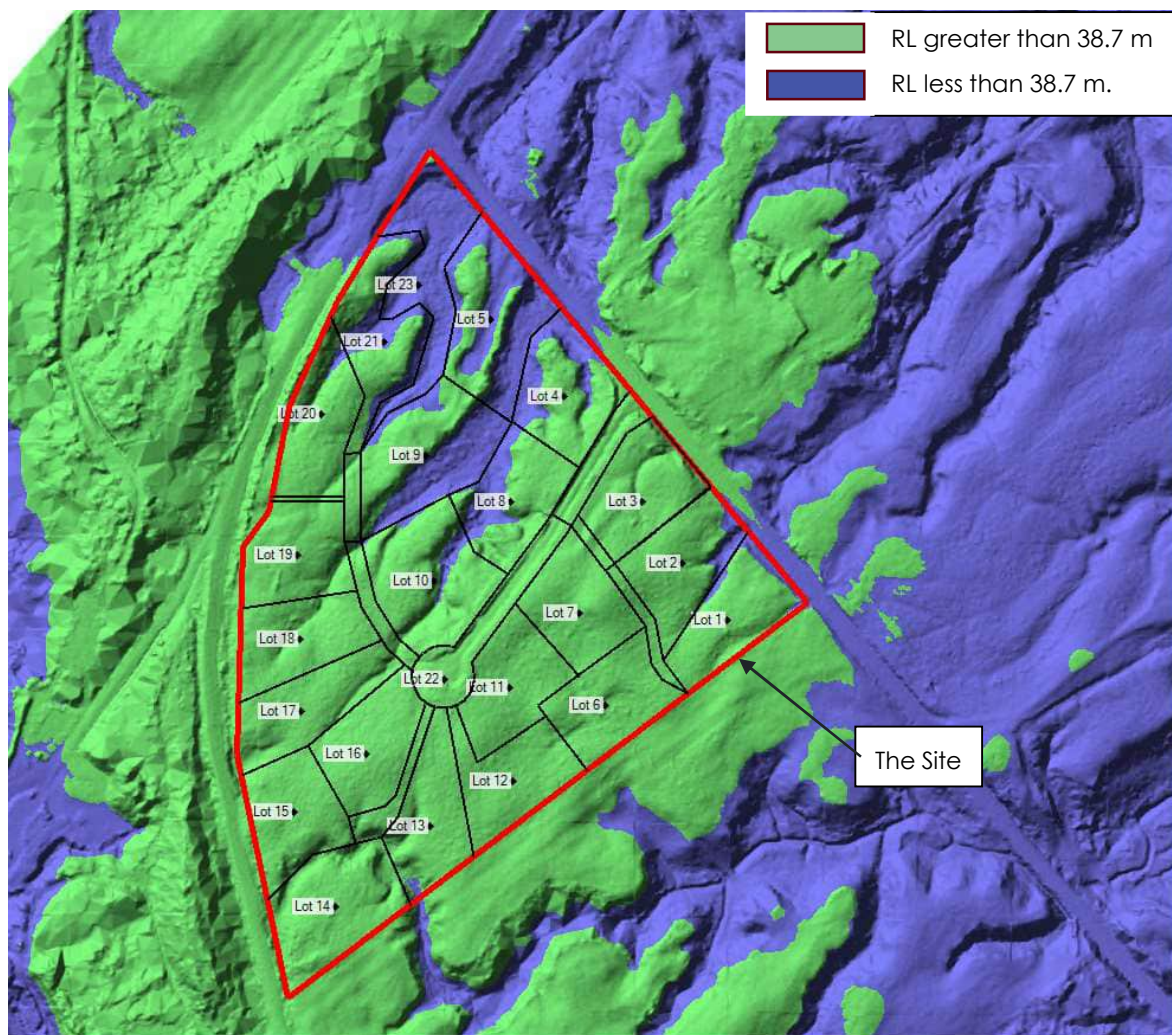 RL greater than 38.7 m
RL less than 38.7 m.
Lot 23
Lot 5
Lot 21
Lot 4
Lot 20
Lot 9
Lot 8
Lot 3
Lot 19
Lot 2
Lot 10
Lot 7
Lot 1
Lot 18
Lot 22
Lot 11
Lot 6
Lot 17
Lot 16
The Site
Lot 12
Lot 15
Lot 13
Lot 14